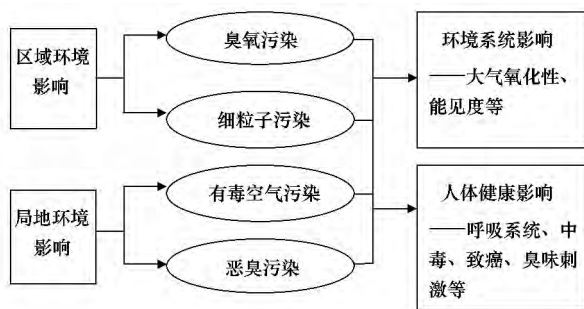 区域环境
影响
臭氧污染
细粒子污染
局地环境
影响
有毒空气污染
恶臭污染
环境系统影响
——大气氧化性、
能见度等
人体健康影响
——呼吸系统、中
毒、致癌、臭味刺
激等